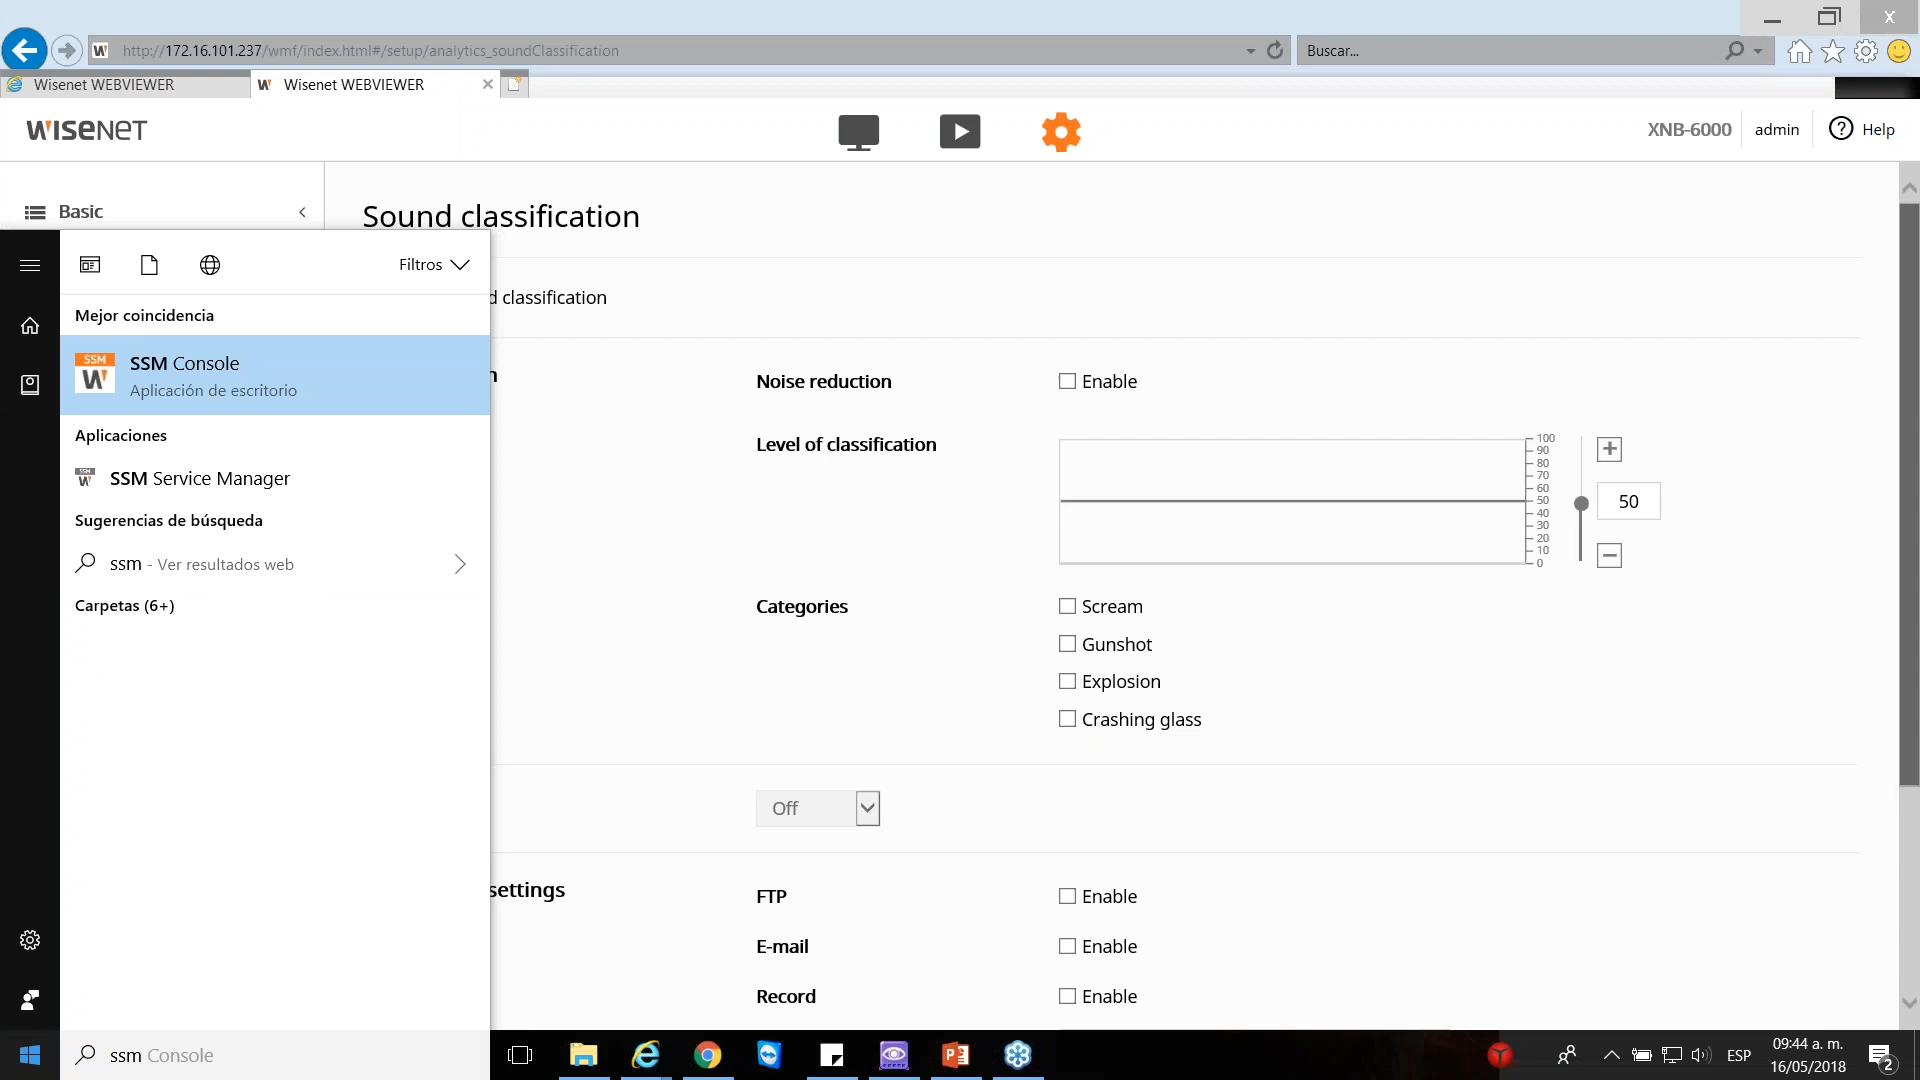 http://172.16.101.237/wmf/index.html#/setup/analytics_soundClassification
Buscar...
Wisenet WEBVIEWER
Wisenet WEBVIEWER
WISENET
XNB-6000
admin
Help
Basic
Sound classification
d classification
Filtros
Mejor coincidencia
SSM
SSM Console
Aplicación de escritorio
Aplicaciones
SSM Service Manager
Sugerencias de búsqueda
ssm - Ver resultados web
Carpetas (6+)
n
Noise reduction
Enable
Level of classification
100
90
80
70
60
50
40
30
20
10
0
50
Categories
Scream
Gunshot
Explosion
Crashing glass
Off
settings
FTP
Enable
E-mail
Enable
Record
Enable
ssm Console
ESP
09:44 a. m.
16/05/2018
2